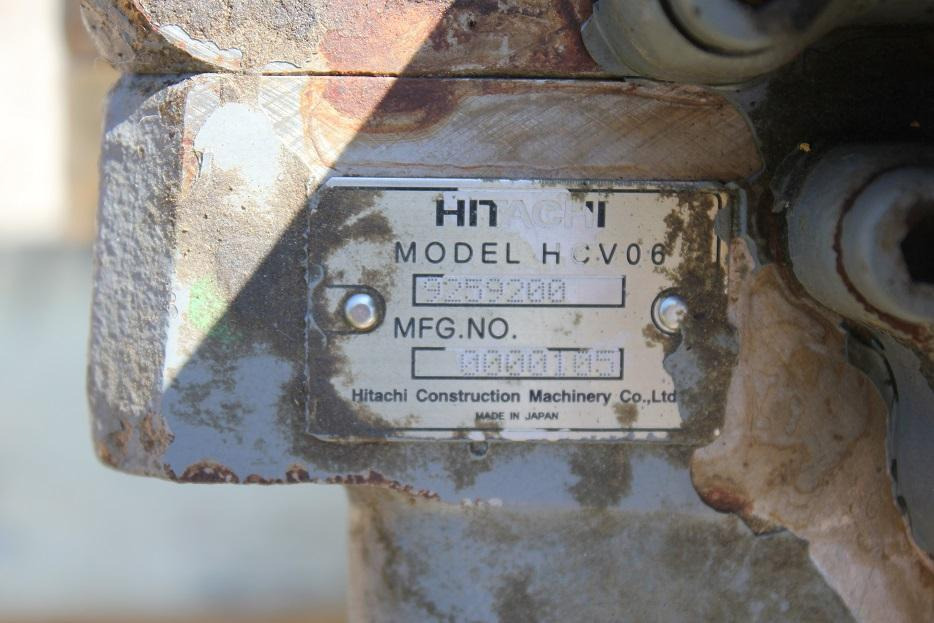 HITACHI
MODEL HCV06
9259200
MFG.NO.
0000105
Hitachi Construction Machinery Co.,Ltd
MADE IN JAPAN